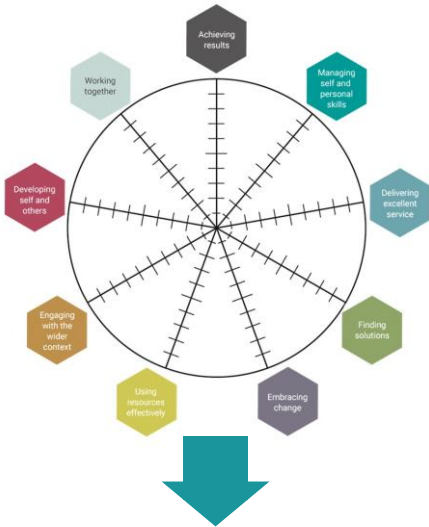 Achieving
results
Managing
self and
personal
skills
Delivering
excellent
service
Finding
solutions
Embracing
change
Using
resources
effectively
Engaging
with the
wider
context
Developing
self and
others
Working
together